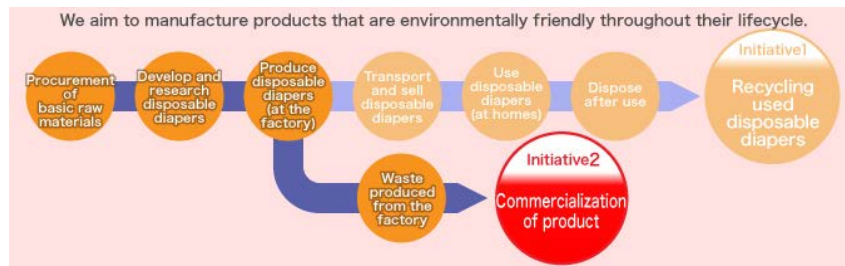 We aim to manufacture products that are environmentally friendly throughout their lifecycle.
Procurement
of
basic raw
materials
Develop and
research
disposable
diapers
Produce
disposable
diapers
(at the
factory)
Transport
and sell
disposable
diapers
Use
disposable
diapers
(at homes)
Dispose
after use
Initiative1
Recycling
used
disposable
diapers
Waste
produced
from the
factory
Initiative2
Commercialization
of product